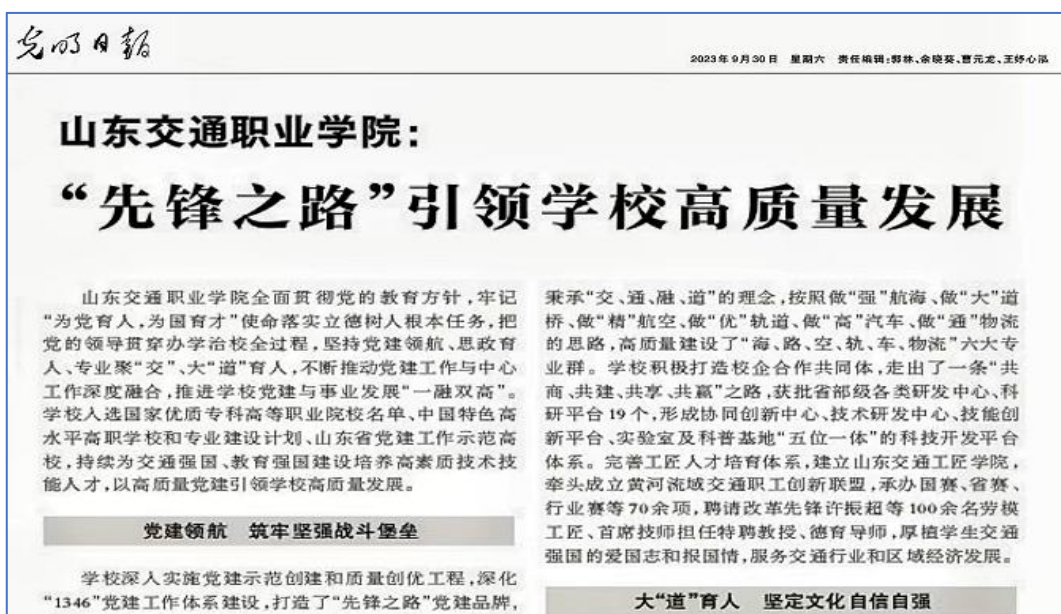 光明日报
2023年9月30日 星期六 责任编辑:郭林、余晓葵、曹元龙、王妤心泓
山东交通职业学院:
“先锋之路”引领学校高质量发展
山东交通职业学院全面贯彻党的教育方针,牢记
“为党育人,为国育才”使命落实立德树人根本任务,把
党的领导贯穿办学治校全过程,坚持党建领航、思政育
人、专业聚“交”、大“道”育人,不断推动党建工作与中心
工作深度融合,推进学校党建与事业发展“一融双高”。
学校入选国家优质专科高等职业院校名单、中国特色高
水平高职学校和专业建设计划、山东省党建工作示范高
校,持续为交通强国、教育强国建设培养高素质技术技
能人才,以高质量党建引领学校高质量发展。
党建领航 筑牢坚强战斗堡垒
学校深入实施党建示范创建和质量创优工程,深化
“1346”党建工作体系建设,打造了“先锋之路”党建品牌,
秉承“交、通、融、道”的理念,按照做“强”航海、做“大”道
桥、做“精”航空、做“优”轨道、做“高”汽车、做“通”物流
的思路,高质量建设了“海、路、空、轨、车、物流”六大专
业群。学校积极打造校企合作共同体,走出了一条“共
商、共建、共享、共赢”之路,获批省部级各类研发中心、科
研平台19个,形成协同创新中心、技术研发中心、技能创
新平台、实验室及科普基地“五位一体”的科技开发平台
体系。完善工匠人才培育体系,建立山东交通工匠学院,
牵头成立黄河流域交通职工创新联盟,承办国赛、省赛、
行业赛等70余项,聘请改革先锋许振超等100余名劳模
工匠、首席技师担任特聘教授、德育导师,厚植学生交通
强国的爱国志和报国情,服务交通行业和区域经济发展。
大“道”育人 坚定文化自信自强